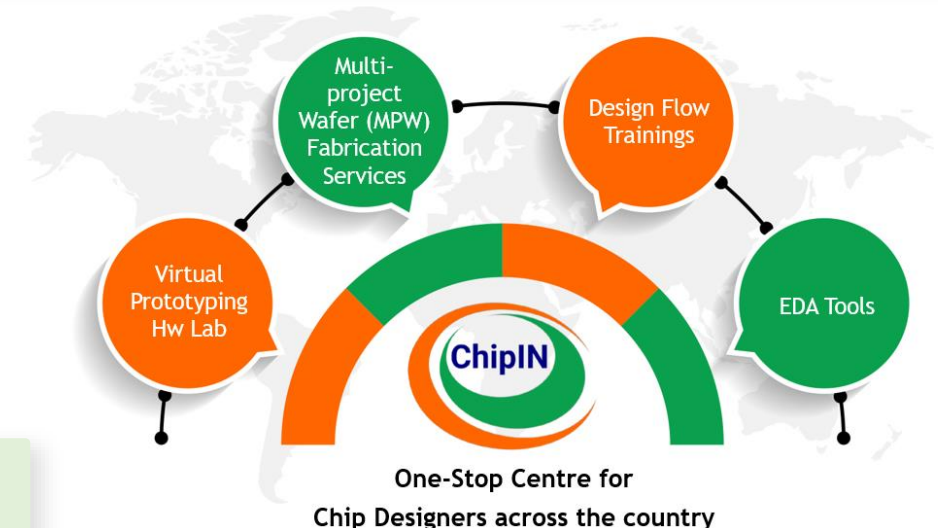 Multi-
project
Wafer (MPW)
Fabrication
Services
Design Flow
Trainings
Virtual
Prototyping
Hw Lab
EDA Tools
ChipIN
One-Stop Centre for
Chip Designers across the country